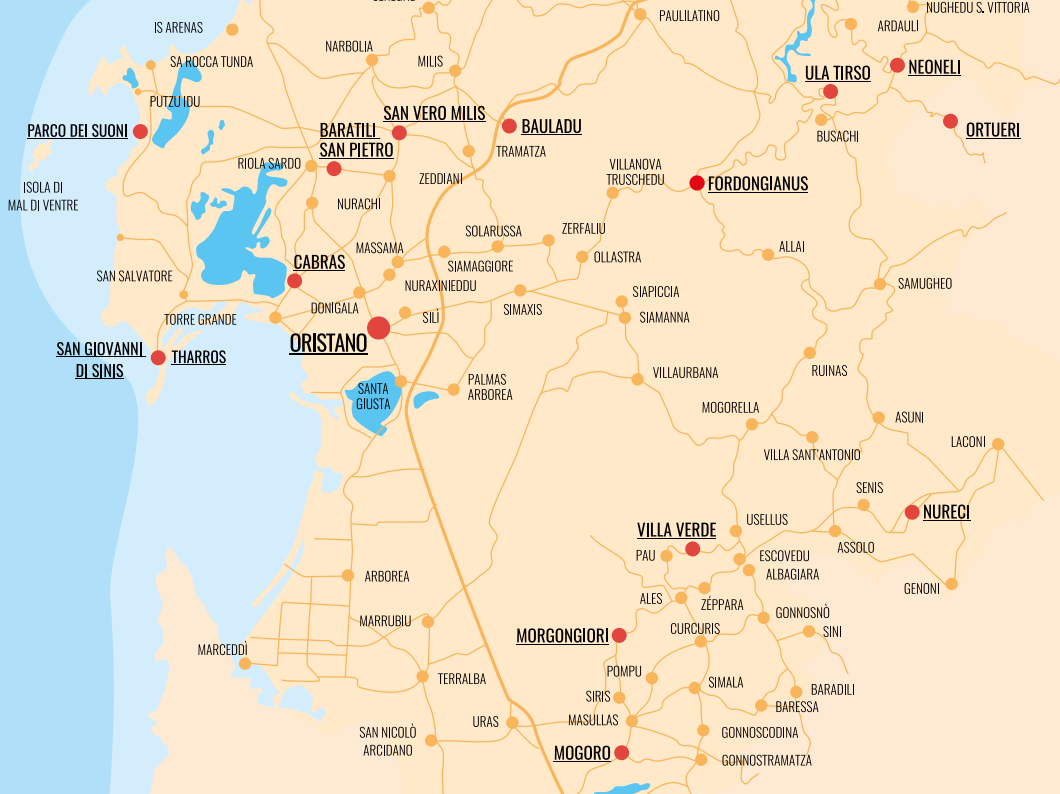 PAULILATINO
NUGHEDU S. VITTORIA
ARDAULI
IS ARENAS
NARBOLIA
MILIS
SA ROCCA TUNDA
ULA TIRSO
NEONELI
PUTZU IDU
SAN VERO MILIS
PARCO DEI SUONI
BARATILI
SAN PIETRO
BAULADU
BUSACHI
ORTUERI
TRAMATZA
RIOLA SARDO
ZEDDIANI
VILLANOVA
TRUSCHEDU
FORDONGIANUS
ISOLA DI
MAL DI VENTRE
NURACHI
MASSAMA
SOLARUSSA
ZERFALIU
ALLAI
OLLASTRA
SIAMAGGIORE
CABRAS
SAN SALVATORE
NURAXINIEDDU
SAMUGHEO
SIAPICCIA
DONIGALA
SIMAXIS
SILÌ
SIAMANNA
TORRE GRANDE
ORISTANO
SAN GIOVANNI
DI SINIS
THARROS
RUINAS
VILLAURBANA
SANTA
GIUSTA
PALMAS
ARBOREA
MOGORELLA
ASUNI
LACONI
VILLA SANT'ANTONIO
SENIS
NURECI
USELLUS
VILLA VERDE
ASSOLO
PAU
ESCOVEDU
ALBAGIARA
ARBOREA
GENONI
ALES
ZÉPPARA
GONNOSNÒ
MARRUBIU
CURCURIS
SINI
MORGONGIORI
MARCEDDÌ
POMPU
TERRALBA
SIMALA
BARADILI
SIRIS
BARESSA
URAS
MASULLAS
SAN NICOLÒ
ARCIDANO
GONNOSCODINA
MOGORO
GONNOSTRAMATZA